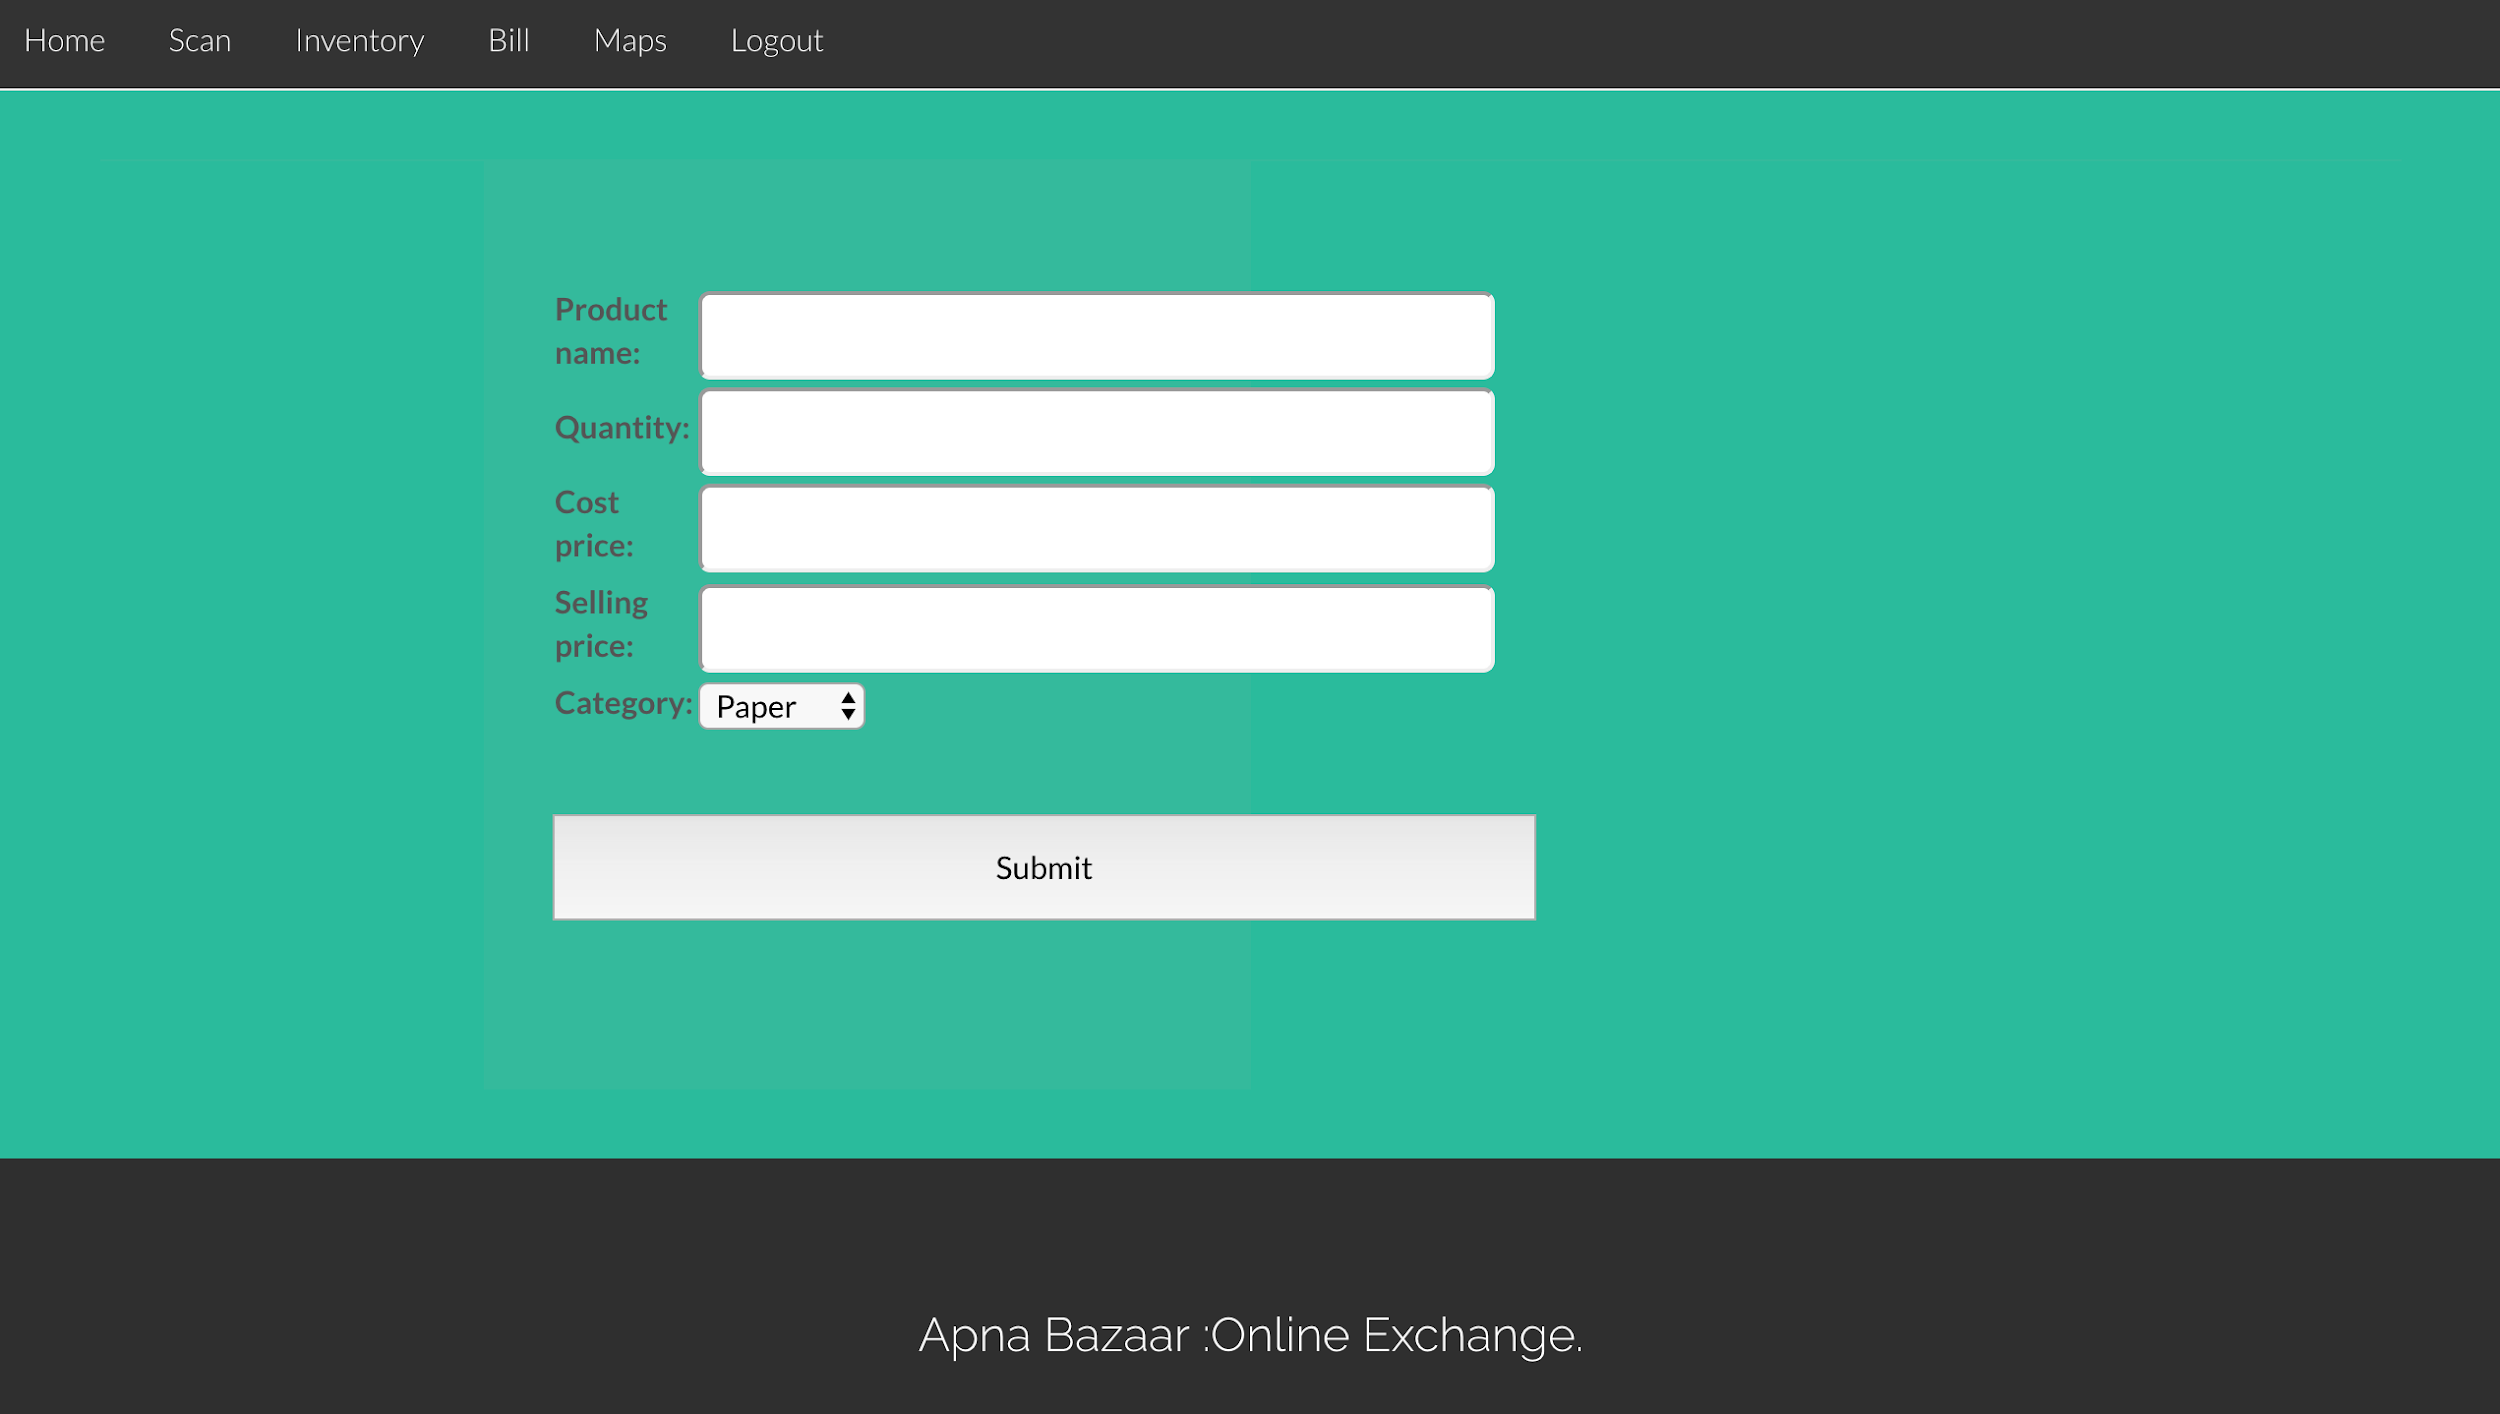 Home Scan Inventory Bill Maps Logout
Product
name:
Quantity:
Cost
price:
Selling
price:
Category: Paper
Submit
Apna Bazaar :Online Exchange.